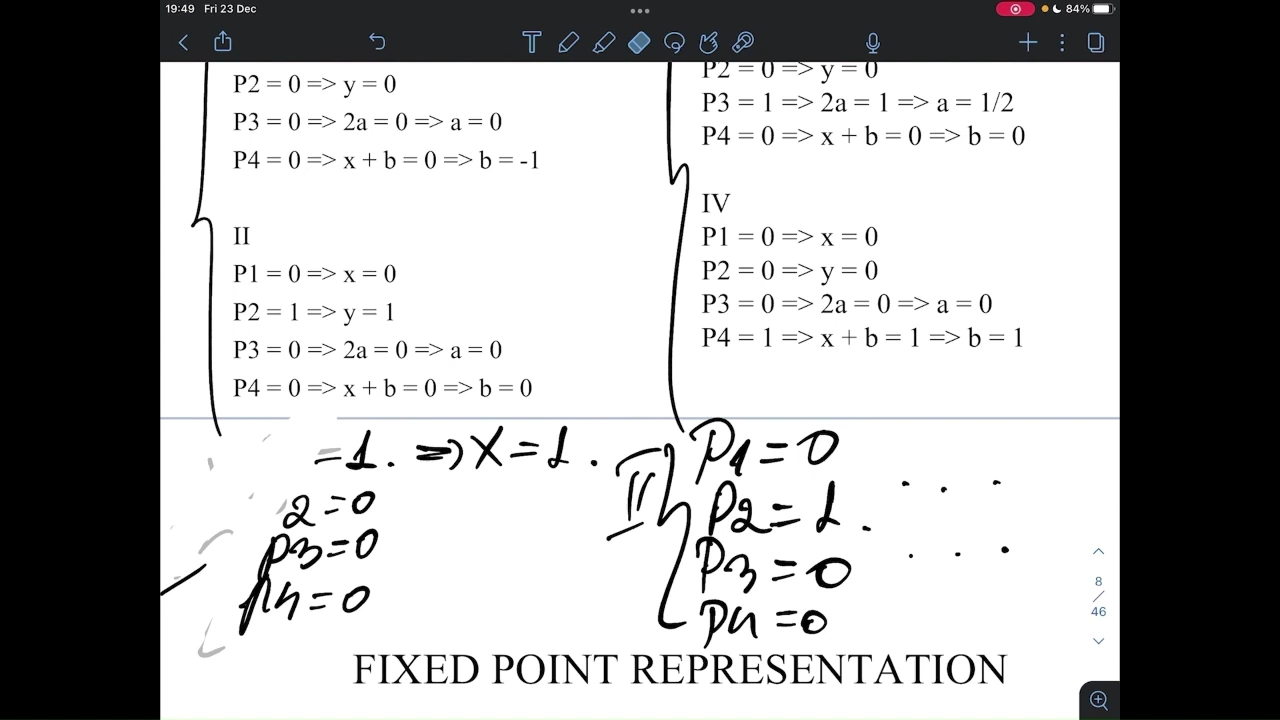 19:49 Fri 23 Dec
84%
P2 = 0 => y = 0
P3 = 0 => 2a = 0 => a = 0
P4 = 0 => x + b = 0 => b = -1
II
P1 = 0 => x = 0
P2 = 1 => y = 1
P3 = 0 => 2a = 0 => a = 0
P4 = 0 => x + b = 0 => b = 0
P2 = 0 => y = 0
P3 = 1 => 2a = 1 => a = 1/2
P4 = 0 => x + b = 0 => b = 0
IV
P1 = 0 => x = 0
P2 = 0 => y = 0
P3 = 0 => 2a = 0 => a = 0
P4 = 1 => x + b = 1 => b = 1
=1. => X=1.
2=0
P3=0
P4=0
II
P1=0
P2=1.
P3=0
P4=0
8
/
46
FIXED POINT REPRESENTATION